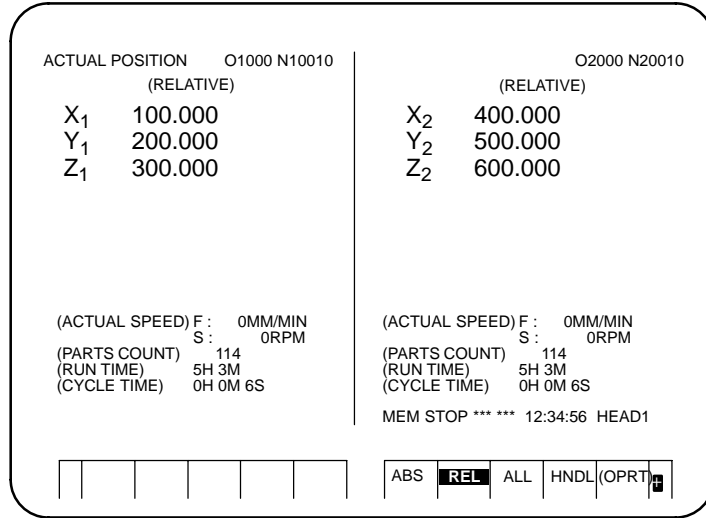 ACTUAL POSITION O1000 N10010
(RELATIVE)
X1 100.000
Y1 200.000
Z1 300.000
(ACTUAL SPEED) F : 0MM/MIN
S : 0RPM
(PARTS COUNT) 114
(RUN TIME) 5H 3M
(CYCLE TIME) 0H 0M 6S
O2000 N20010
(RELATIVE)
X2 400.000
Y2 500.000
Z2 600.000
(ACTUAL SPEED) F : 0MM/MIN
S : 0RPM
(PARTS COUNT) 114
(RUN TIME) 5H 3M
(CYCLE TIME) 0H 0M 6S
MEM STOP *** *** 12:34:56 HEAD1
ABS REL ALL HNDL (OPRT) +